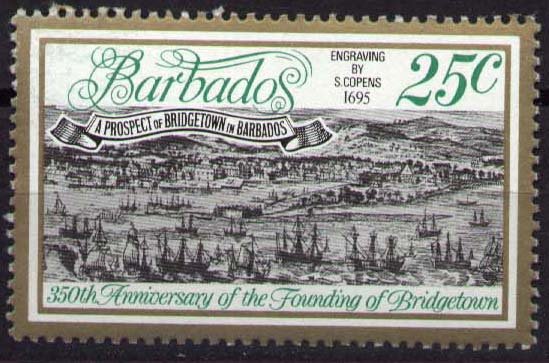 Barbados
ENGRAVING
BY
S.COPENS
1695
25c
A PROSPECT OF BRIDGETOWN IN BARBADOS
350th Anniversary of the Founding of Bridgetown